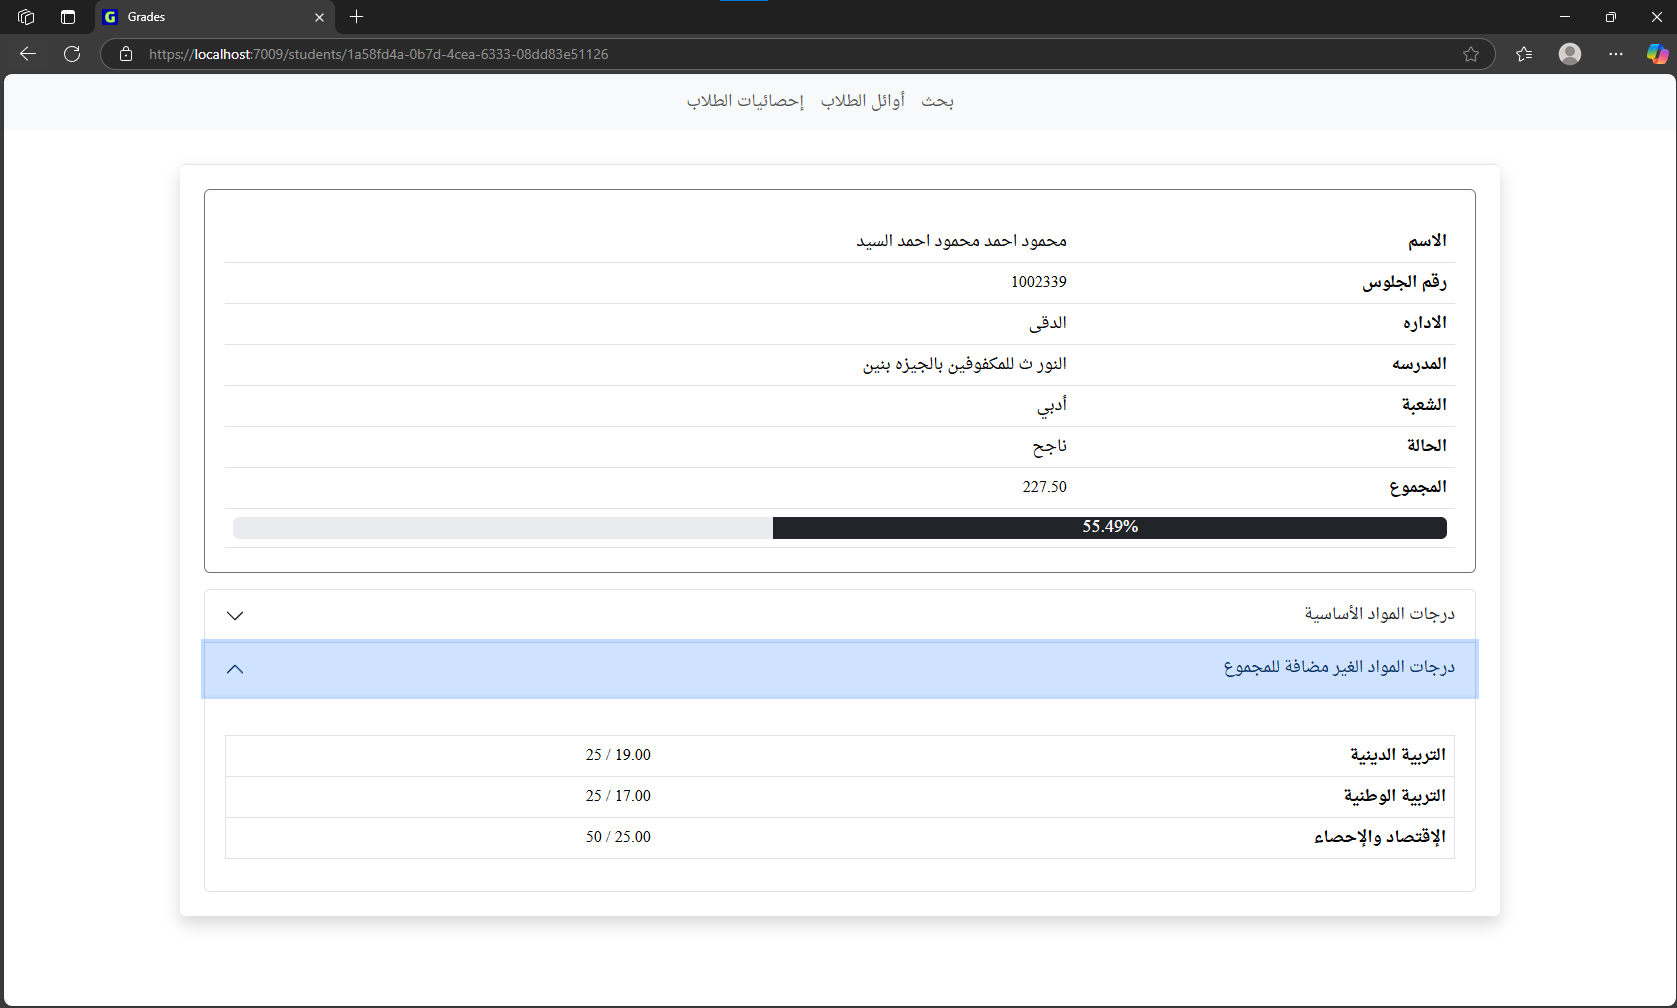 Grades
https://localhost:7009/students/1a58fd4a-0b7d-4cea-6333-08dd83e51126
بحث أوائل الطلاب إحصائيات الطلاب
الاسم محمود احمد محمود احمد السيد
رقم الجلوس 1002339
الاداره الدقى
المدرسه النور ث للمكفوفين بالجيزه بنين
الشعبة أدبي
الحالة ناجح
المجموع 227.50
55.49%
درجات المواد الأساسية
درجات المواد الغير مضافة للمجموع
التربية الدينية 25 / 19.00
التربية الوطنية 25 / 17.00
الإقتصاد والإحصاء 50 / 25.00